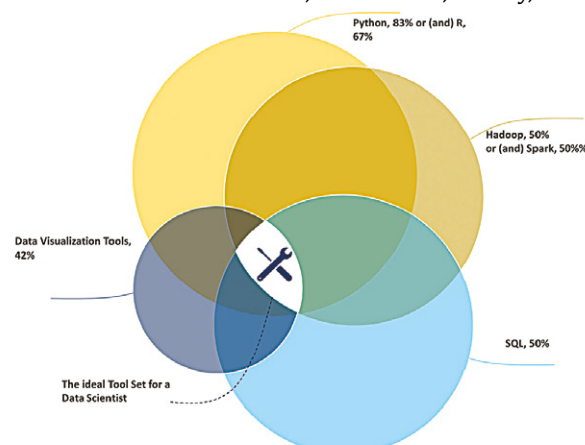 Python, 83% or (and) R,
67%
Hadoop, 50%
or (and) Spark, 50%%
Data Visualization Tools,
42%
SQL, 50%
The ideal Tool Set for a
Data Scientist